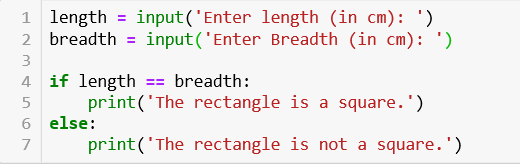 1 length = input('Enter length (in cm): ')
2 breadth = input('Enter Breadth (in cm): ')
3
4 if length == breadth:
5     print('The rectangle is a square.')
6 else:
7     print('The rectangle is not a square.')